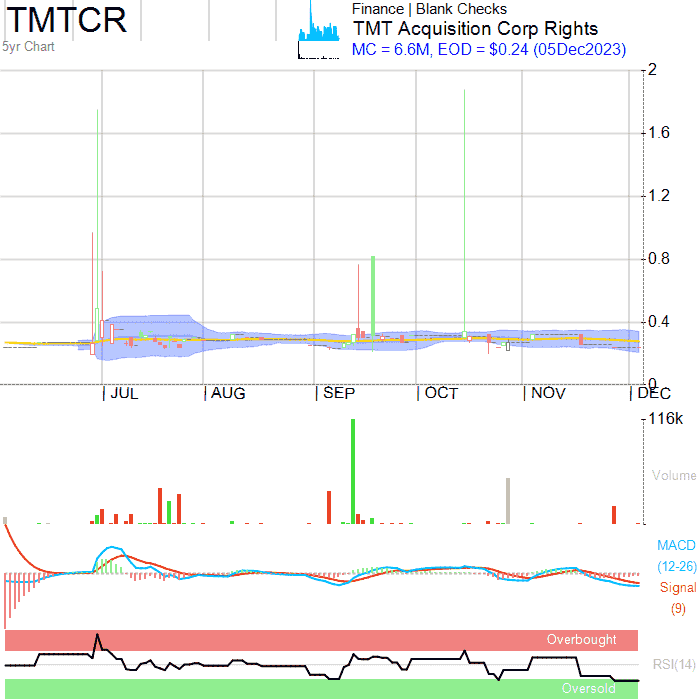 TMTCR
5yr Chart
Finance | Blank Checks
TMT Acquisition Corp Rights
MC = 6.6M, EOD = $0.24 (05Dec2023)
2
1.6
1.2
0.8
0.4
0
JUL AUG SEP OCT NOV DEC
116k
Volume
MACD
(12-26)
Signal
(9)
Overbought
RSI(14)
Oversold